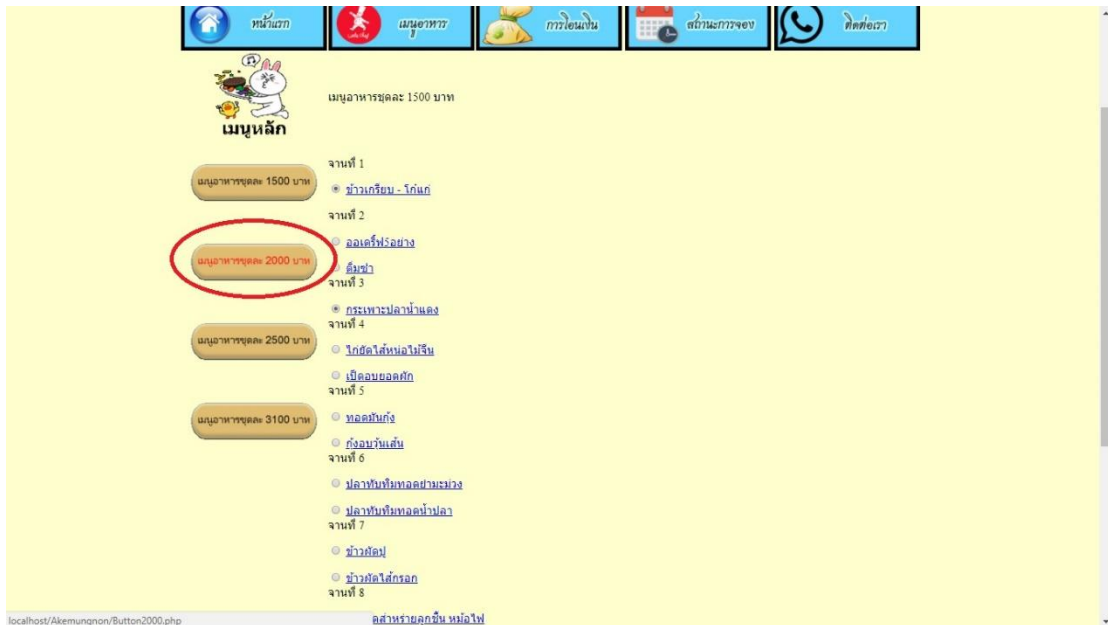 หน้าแรก
เมนูอาหาร
การโอนเงิน
สถานะการจอง
ติดต่อเรา
เมนูหลัก
เมนูอาหารชุดละ 1500 บาท
เมนูอาหารชุดละ 1500 บาท
เมนูอาหารชุดละ 2000 บาท
เมนูอาหารชุดละ 2500 บาท
เมนูอาหารชุดละ 3100 บาท
จานที่ 1
ข้าวเกรียบ - โก๋แก่
จานที่ 2
ออเดริ์ฟ5อย่าง
ติ่มซำ
จานที่ 3
กระเพาะปลาน้ำแดง
จานที่ 4
ไก่ยัดไส้หน่อไม้จีน
เป็ดอบยอดผัก
จานที่ 5
ทอดมันกุ้ง
กุ้งอบวุ้นเส้น
จานที่ 6
ปลาทับทิมทอดยำมะม่วง
ปลาทับทิมทอดน้ำปลา
จานที่ 7
ข้าวผัดปู
ข้าวผัดไส้กรอก
จานที่ 8
สาหร่ายลูกชิ้น หม้อไฟ
localhost/Akemungnon/Button2000.php